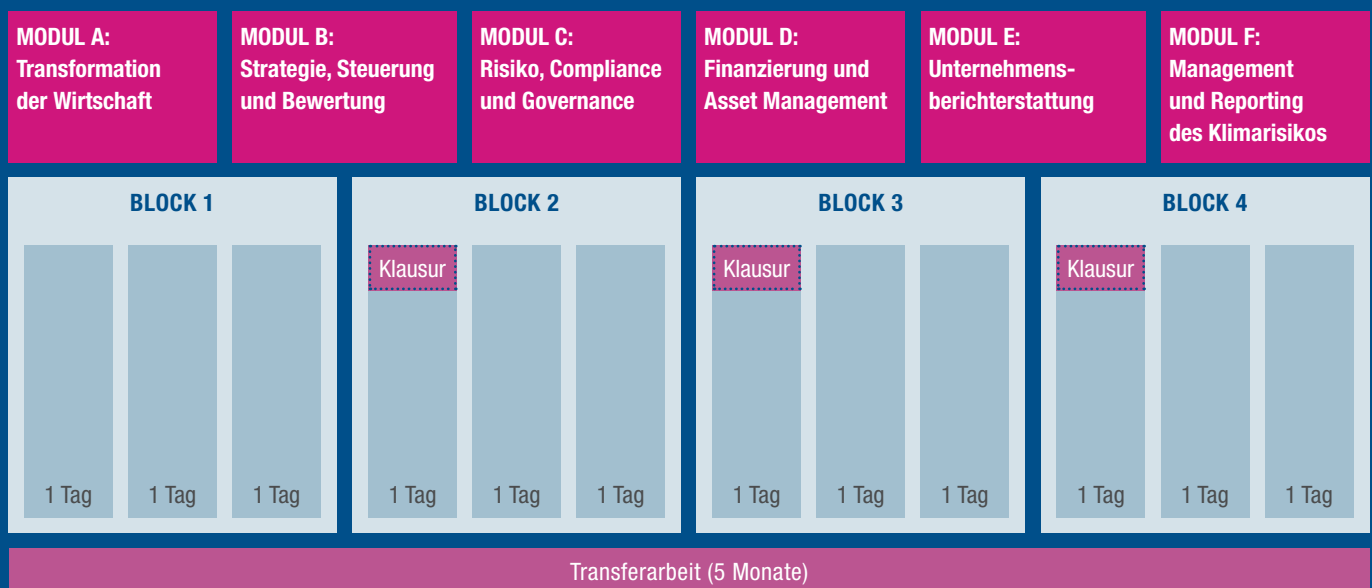 MODUL A:
Transformation
der Wirtschaft
MODUL B:
Strategie, Steuerung
und Bewertung
MODUL C:
Risiko, Compliance
und Governance
MODUL D:
Finanzierung und
Asset Management
MODUL E:
Unternehmens-
berichterstattung
MODUL F:
Management
und Reporting
des Klimarisikos
BLOCK 1
1 Tag
1 Tag
1 Tag
BLOCK 2
Klausur
1 Tag
1 Tag
1 Tag
BLOCK 3
Klausur
1 Tag
1 Tag
1 Tag
BLOCK 4
Klausur
1 Tag
1 Tag
1 Tag
Transferarbeit (5 Monate)